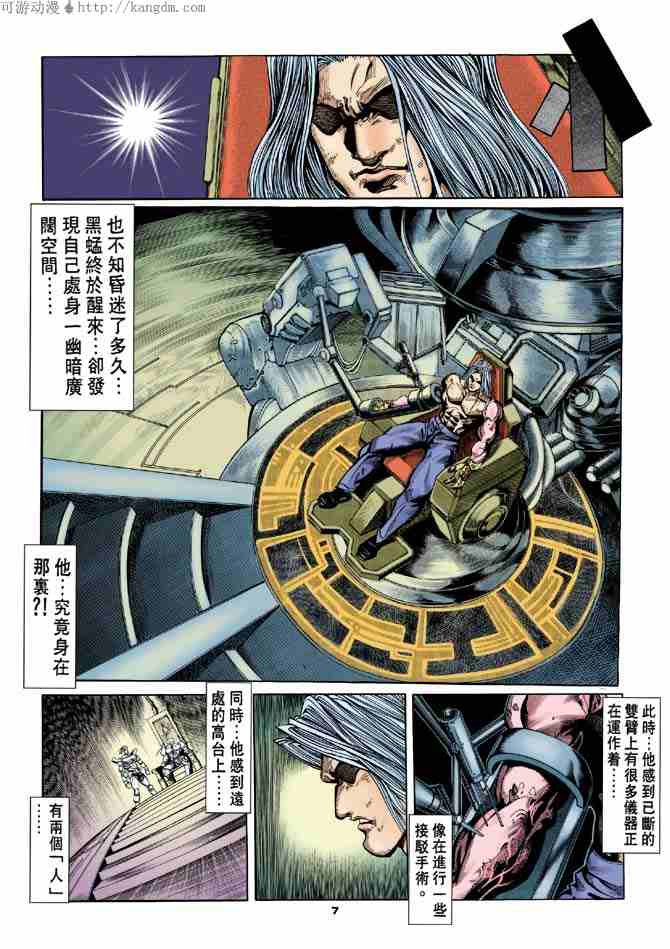 可游动漫 http://kangdm.com
也不知昏迷了多久…
黑蜢終於醒來…卻發
現自己處身一幽暗廣
闊空間……
他…究竟身在
那裏?!
此時…他感到已斷的
雙臂上有很多儀器正
在運作着……
像在進行一些
接駁手術。
同時…他感到遠
處的高台上……
有兩個「人」
……
7